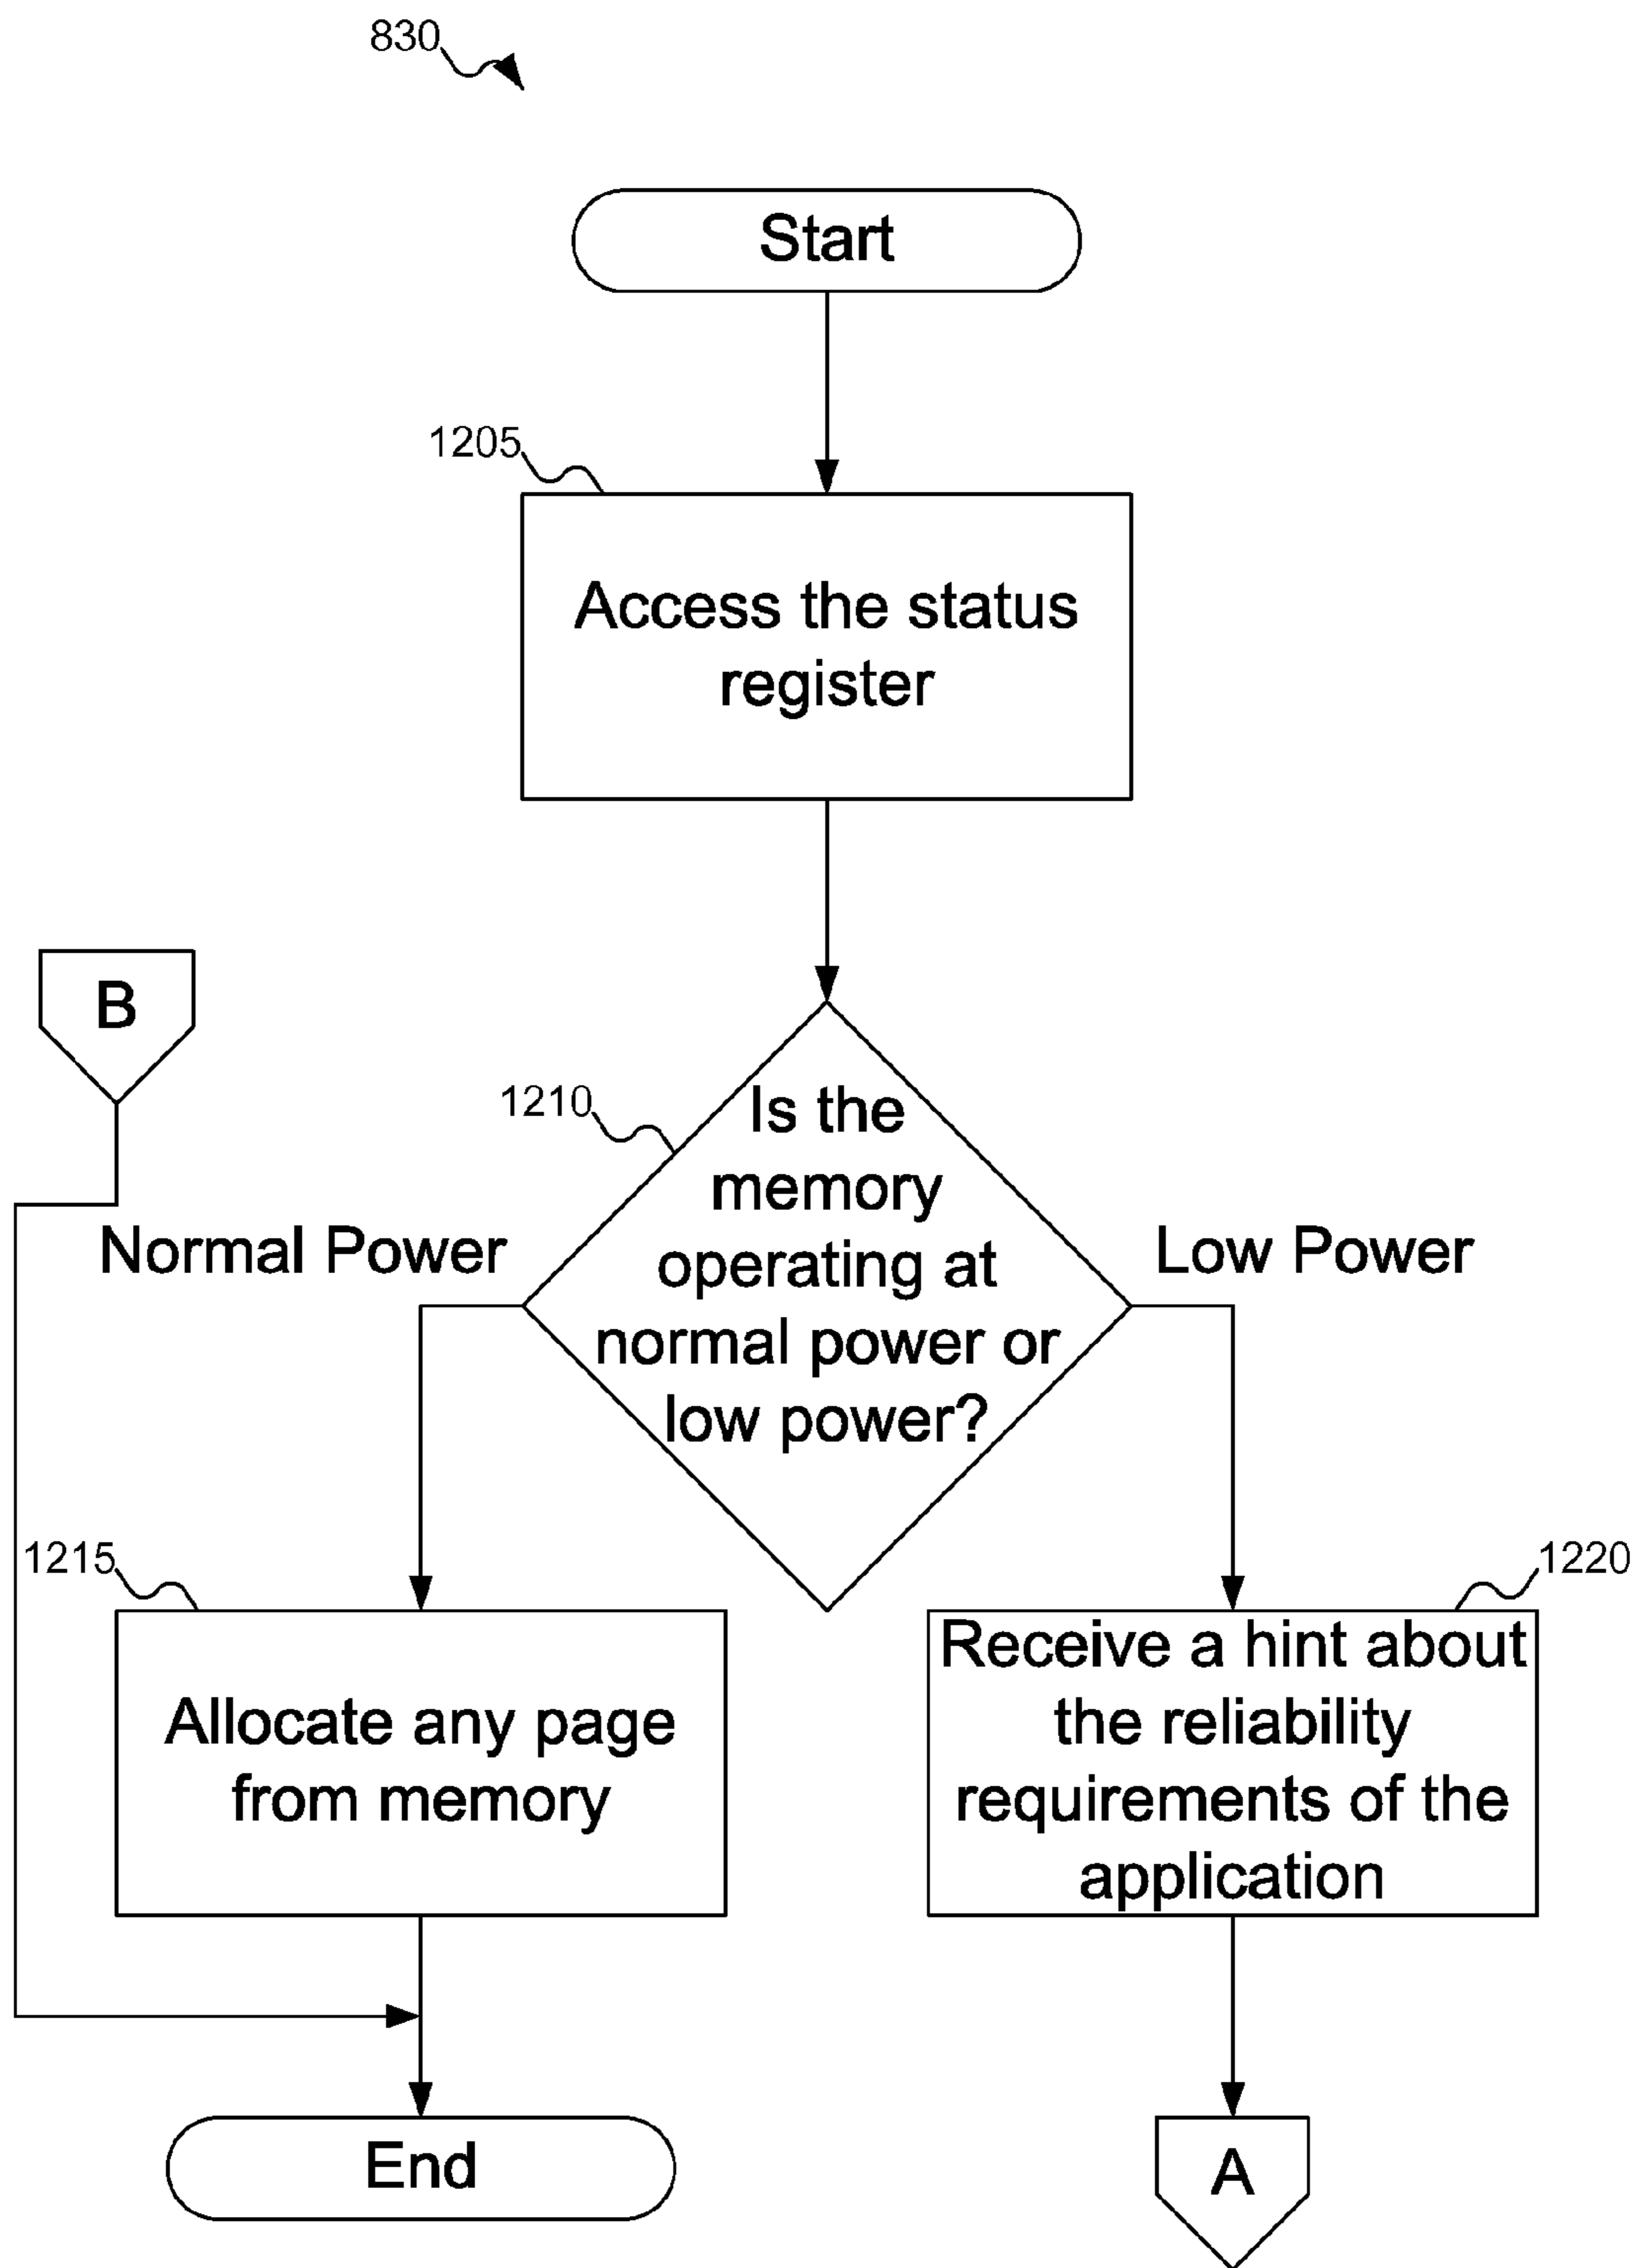 830
Start
1205
Access the status
register
B
1210
Is the
memory
operating at
normal power or
low power?
Normal Power
Low Power
1215
Allocate any page
from memory
1220
Receive a hint about
the reliability
requirements of the
application
End
A